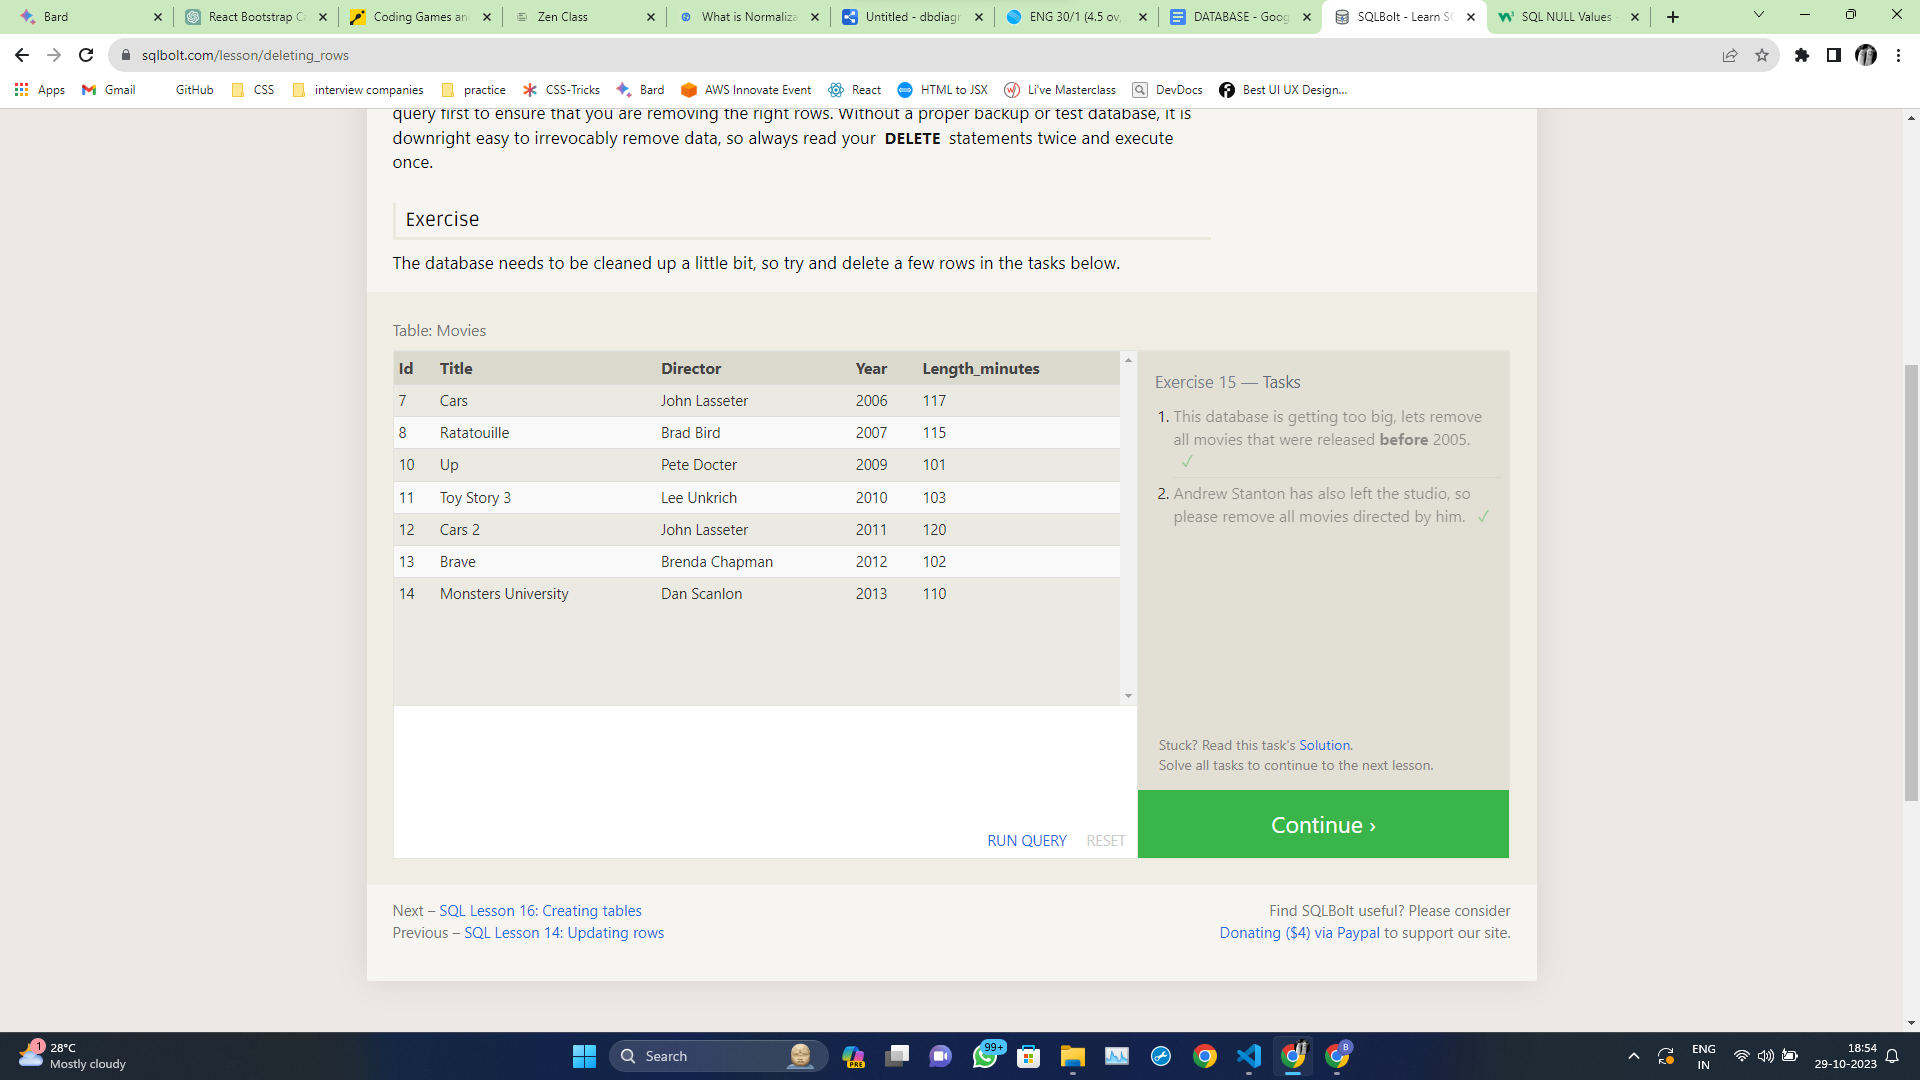 Bard
React Bootstrap C
Coding Games an
Zen Class
What is Normaliza
Untitled - dbdiagr
ENG 30/1 (4.5 ov,
DATABASE - Goog
SQLBolt - Learn SQ
SQL NULL Values
sqlbolt.com/lesson/deleting_rows
Apps
Gmail
GitHub
CSS
interview companies
practice
CSS-Tricks
Bard
AWS Innovate Event
React
HTML to JSX
Li've Masterclass
DevDocs
Best UI UX Design...
query first to ensure that you are removing the right rows. Without a proper backup or test database, it is
downright easy to irrevocably remove data, so always read your DELETE statements twice and execute
once.
Exercise
The database needs to be cleaned up a little bit, so try and delete a few rows in the tasks below.
Table: Movies
Id Title Director Year Length_minutes
7 Cars John Lasseter 2006 117
8 Ratatouille Brad Bird 2007 115
10 Up Pete Docter 2009 101
11 Toy Story 3 Lee Unkrich 2010 103
12 Cars 2 John Lasseter 2011 120
13 Brave Brenda Chapman 2012 102
14 Monsters University Dan Scanlon 2013 110
RUN QUERY RESET
Exercise 15 — Tasks
1. This database is getting too big, lets remove
all movies that were released before 2005.
✓
2. Andrew Stanton has also left the studio, so
please remove all movies directed by him. ✓
Stuck? Read this task's Solution.
Solve all tasks to continue to the next lesson.
Continue ›
Next – SQL Lesson 16: Creating tables
Previous – SQL Lesson 14: Updating rows
Find SQLBolt useful? Please consider
Donating ($4) via Paypal to support our site.
1
28°C
Mostly cloudy
Search
PRE
99+
B
ENG
IN
18:54
29-10-2023